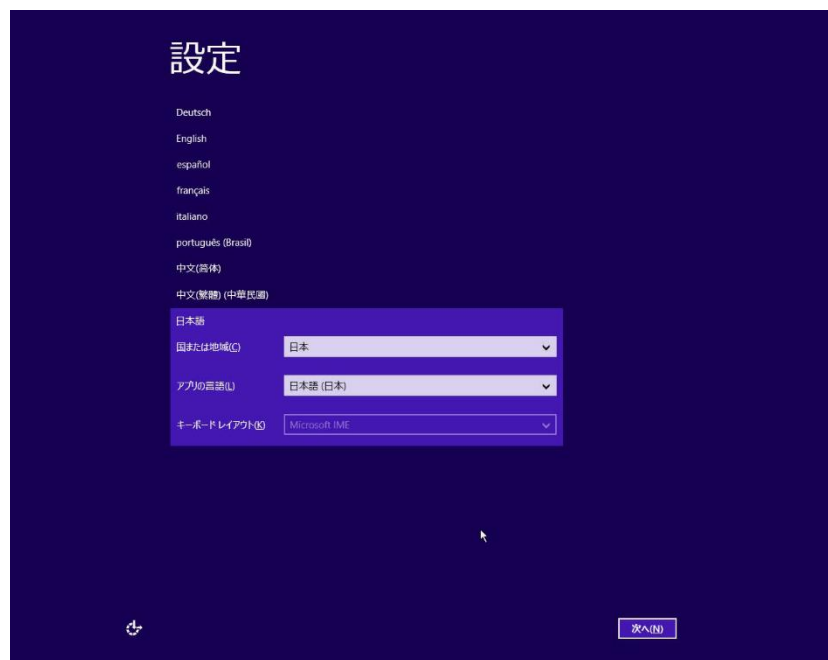 設定
Deutsch
English
español
français
italiano
português (Brasil)
中文(简体)
中文(繁體) (中華民國)
日本語
国または地域(C) 日本
アプリの言語(L) 日本語 (日本)
キーボード レイアウト(K) Microsoft IME
次へ(N)